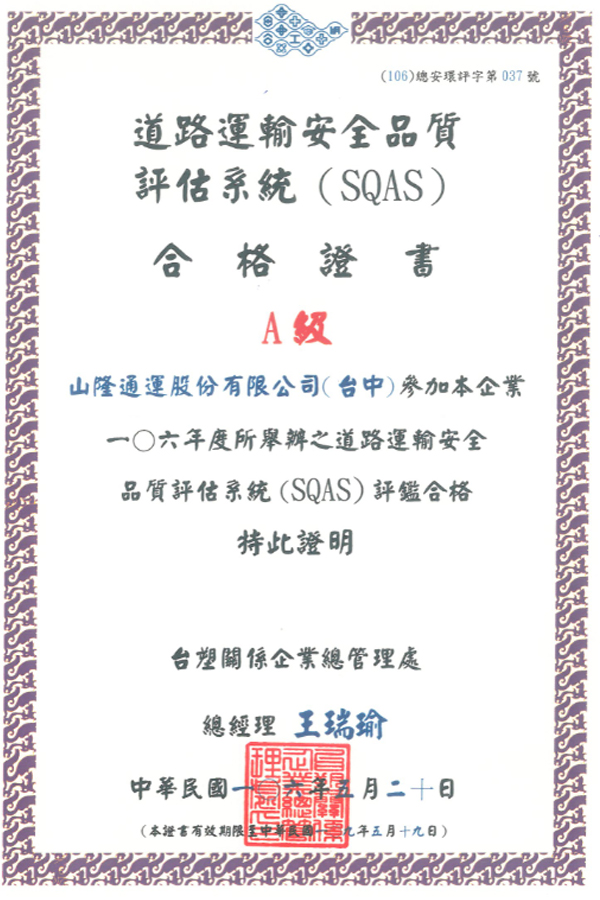 (106)總安環評字第 037 號
道路運輸安全品質
評估系統(SQAS)
合格證書
A級
山隆通運股份有限公司(台中)參加本企業
一〇六年度所舉辦之道路運輸安全
品質評估系統(SQAS)評鑑合格
特此證明
台塑關係企業總管理處
總經理 王瑞瑜
中華民國一〇六年五月二十日
(本證書有效期限至中華民國一〇九年五月十九日)